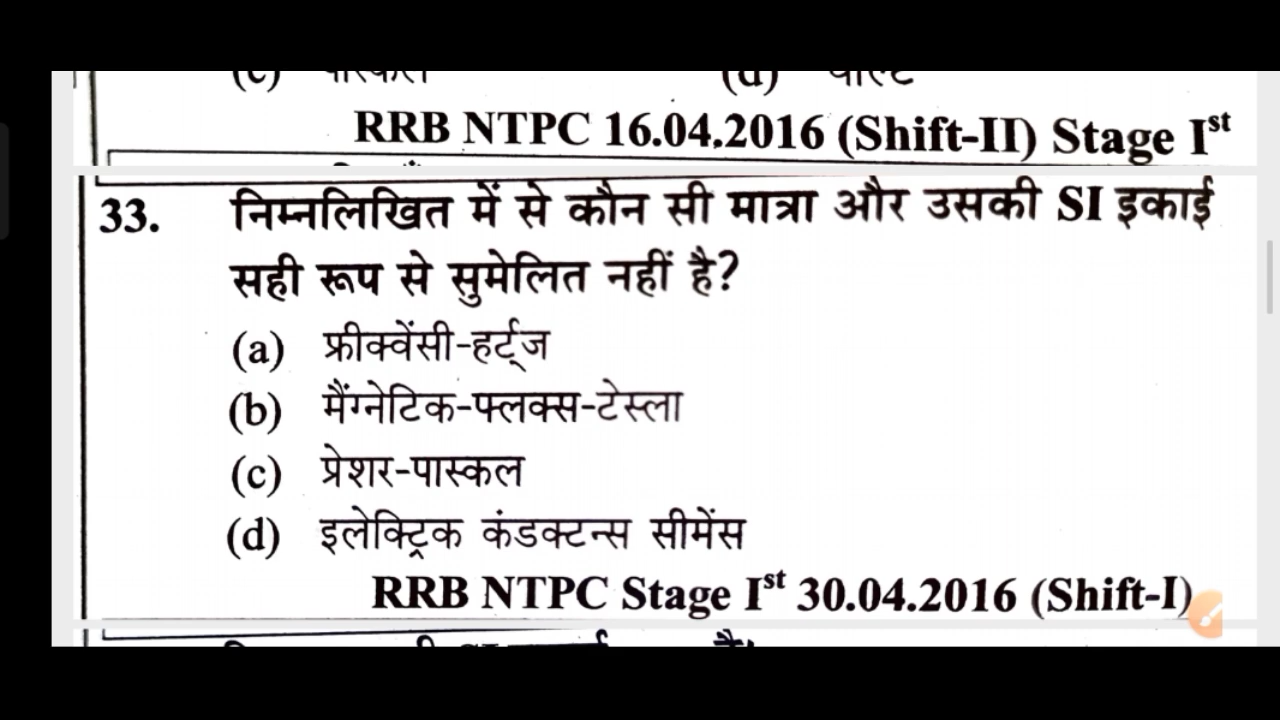 RRB NTPC 16.04.2016 (Shift-II) Stage Ist
33. निम्नलिखित में से कौन सी मात्रा और उसकी SI इकाई
सही रूप से सुमेलित नहीं है?
(a) फ्रीक्वेंसी-हर्ट्ज
(b) मैंग्नेटिक-फ्लक्स-टेस्ला
(c) प्रेशर-पास्कल
(d) इलेक्ट्रिक कंडक्टन्स सीमेंस
RRB NTPC Stage Ist 30.04.2016 (Shift-I)